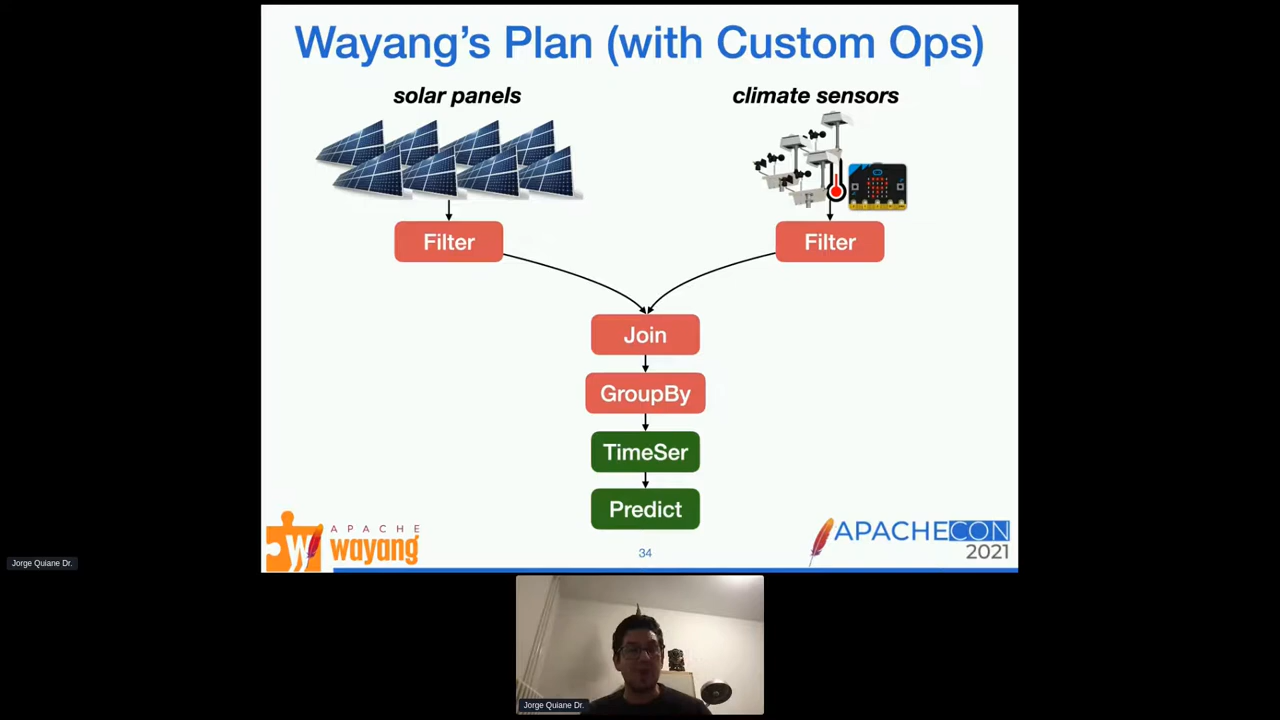 Wayang's Plan (with Custom Ops)
solar panels
climate sensors
Filter
Filter
Join
GroupBy
TimeSer
Predict
APACHE
wayang
W
34
APACHECON
2021
Jorge Quiane Dr.
Jorge Quiane Dr.